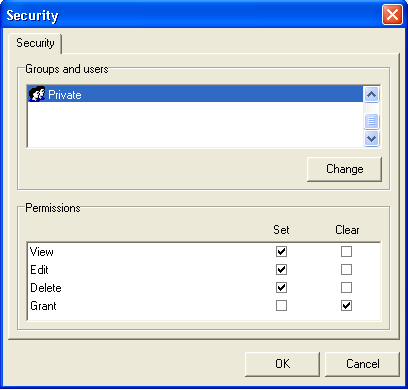 Security
Security
Groups and users
Private
Change
Permissions
Set Clear
View
Edit
Delete
Grant
OK Cancel